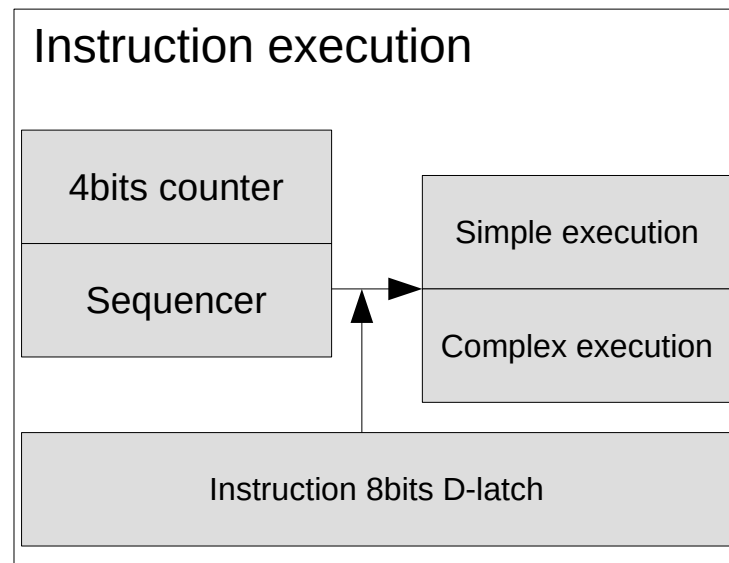 Instruction execution
4bits counter
Sequencer
Simple execution
Complex execution
Instruction 8bits D-latch